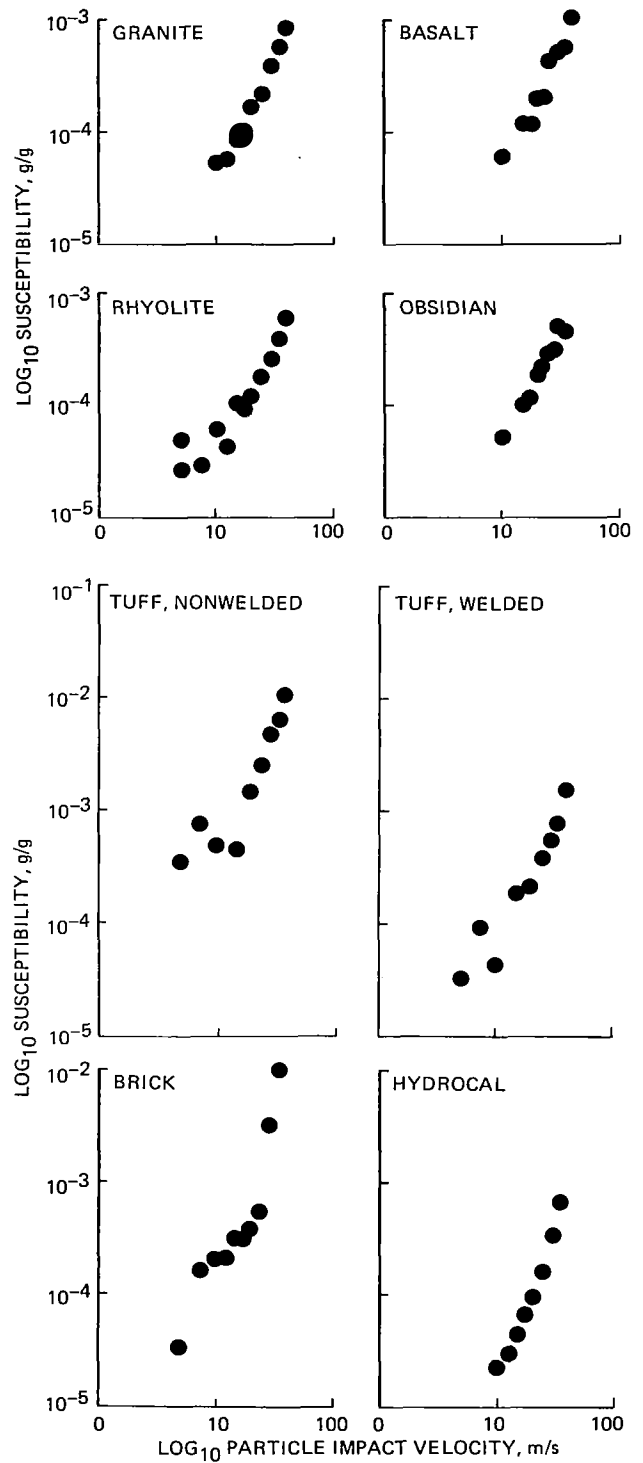 GRANITE
BASALT
10⁻³
10⁻⁴
10⁻⁵
RHYOLITE
OBSIDIAN
10⁻³
10⁻⁴
10⁻⁵
0 10 100
0 10 100
LOG₁₀ SUSCEPTIBILITY, g/g
TUFF, NONWELDED
TUFF, WELDED
10⁻¹
10⁻²
10⁻³
10⁻⁴
10⁻⁵
BRICK
HYDROCAL
10⁻²
10⁻³
10⁻⁴
10⁻⁵
0 10 100
0 10 100
LOG₁₀ SUSCEPTIBILITY, g/g
LOG₁₀ PARTICLE IMPACT VELOCITY, m/s